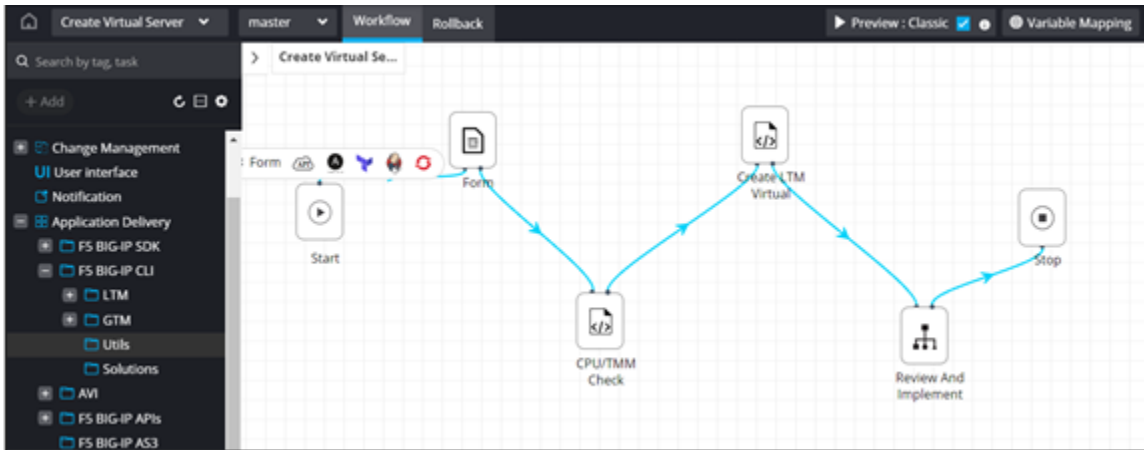 Create Virtual Server
master
Workflow
Rollback
Preview : Classic
Variable Mapping
Search by tag, task
+ Add
Change Management
UI User interface
Notification
Application Delivery
F5 BIG-IP SDK
F5 BIG-IP CLI
LTM
GTM
Utils
Solutions
AVI
F5 BIG-IP APIs
F5 BIG-IP AS3
Create Virtual Se...
Form
API
Form
Start
CPU/TMM
Check
Create LTM
Virtual
Review And
Implement
Stop